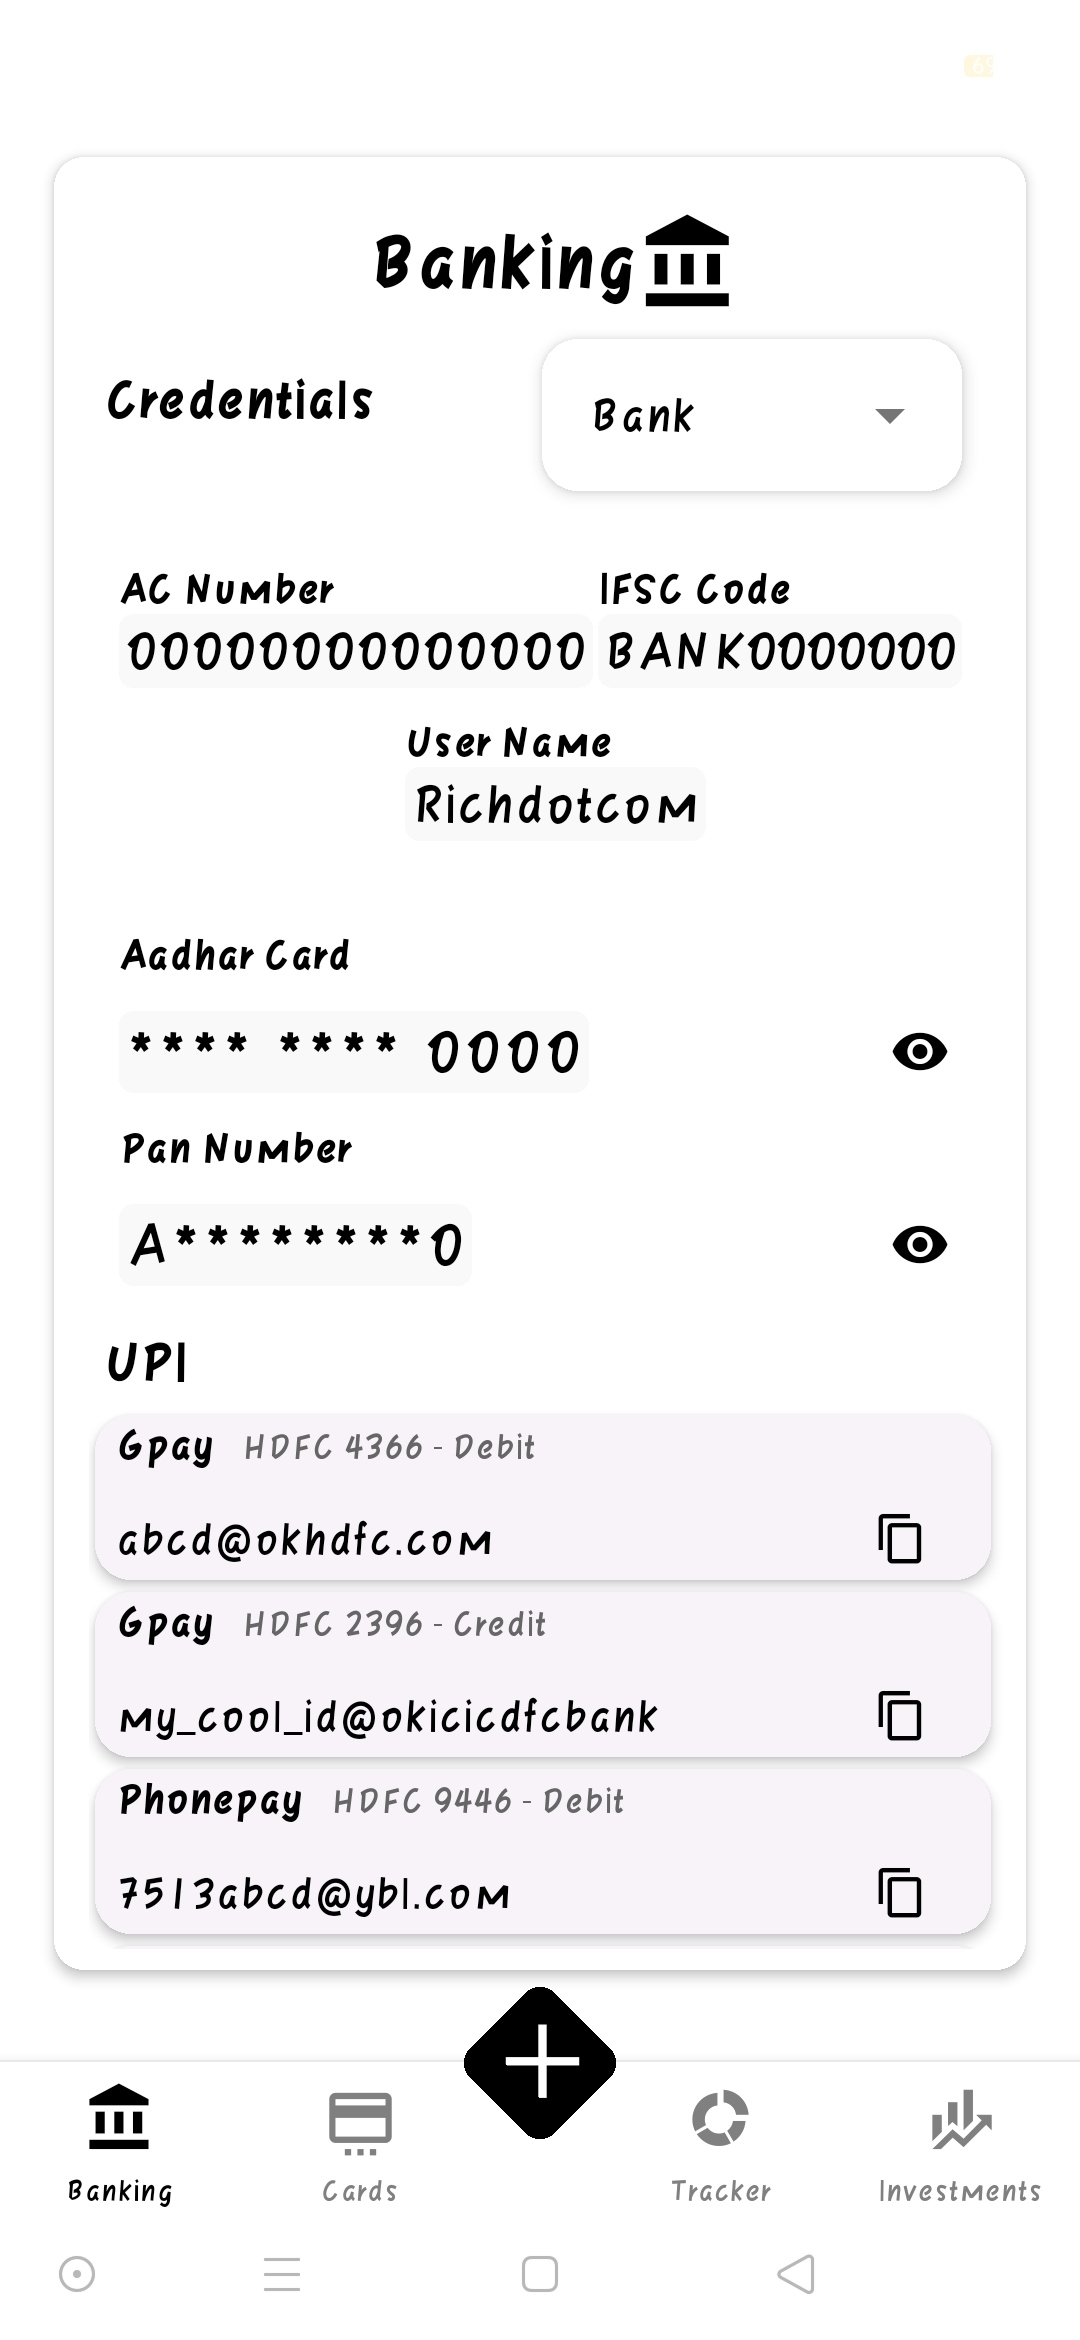 69
Banking
Credentials
Bank
AC Number
IFSC Code
00000000000000
BANK0000000
User Name
Richdotcom
Aadhar Card
**** **** 0000
Pan Number
A********0
UPI
Gpay HDFC 4366 - Debit
abcd@okhdfc.com
Gpay HDFC 2396 - Credit
my_cool_id@okicicdfcbank
Phonepay HDFC 9446 - Debit
7513abcd@ybl.com
Banking
Cards
Tracker
Investments